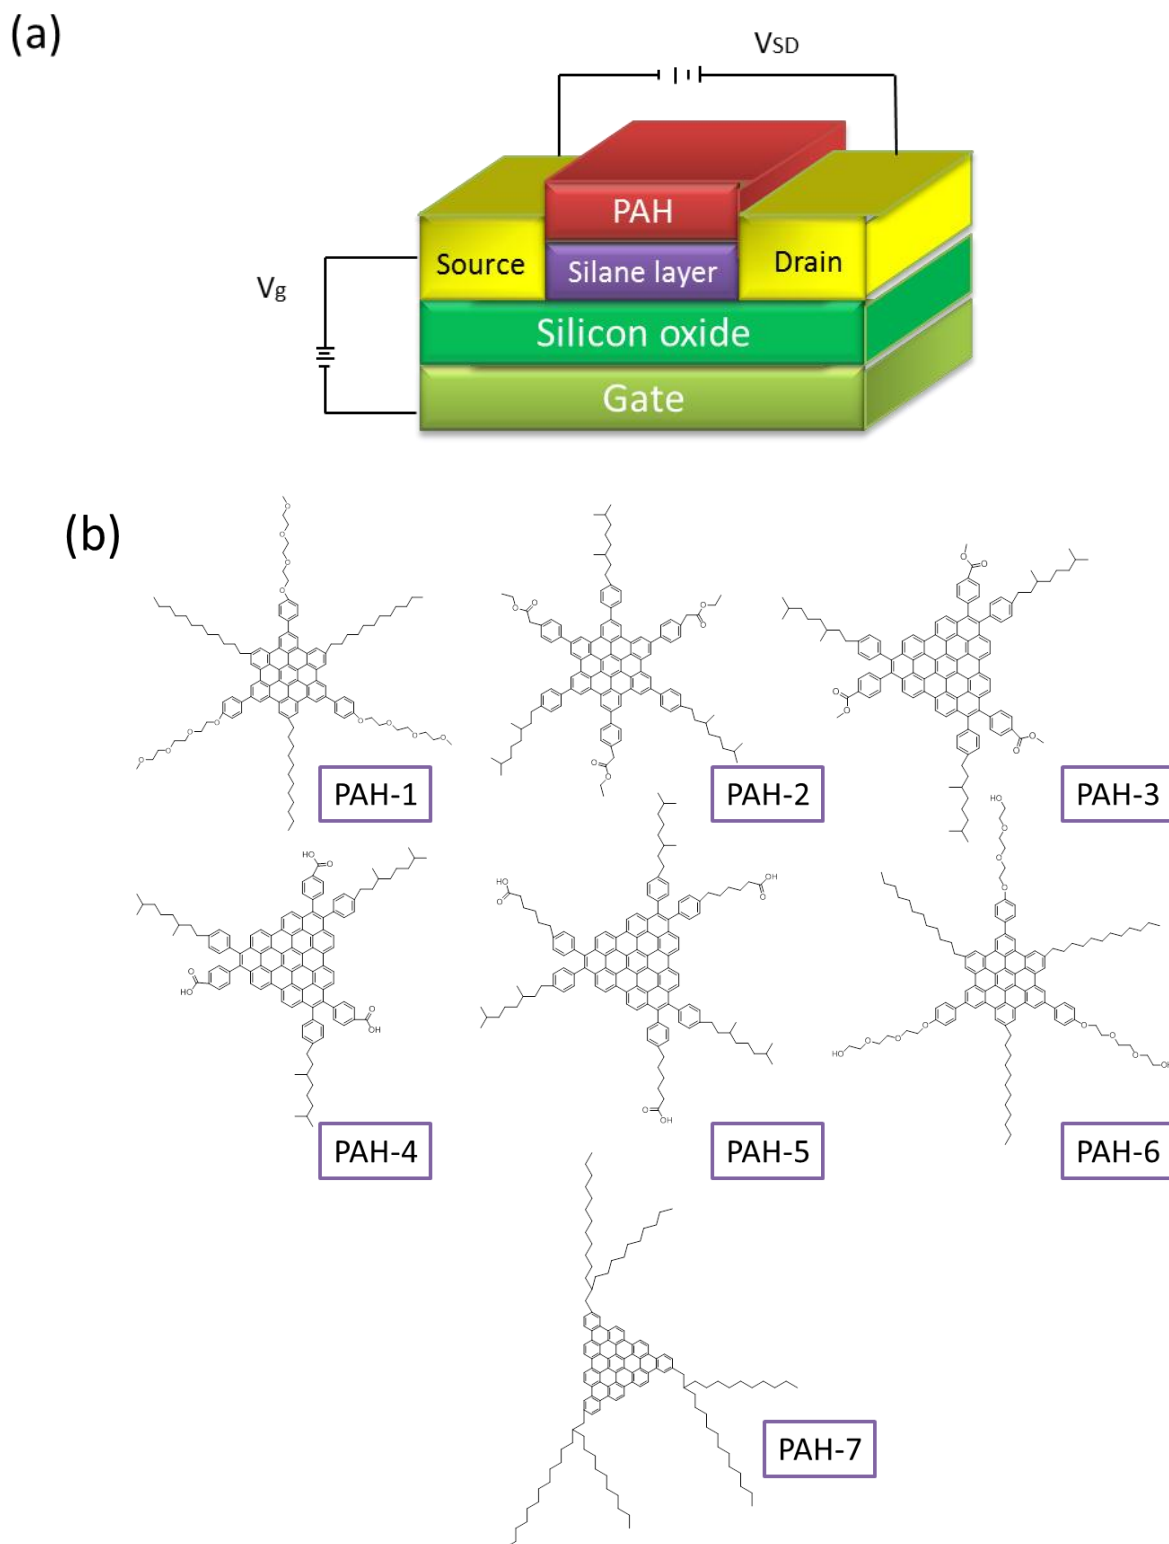 (a)
VSD
PAH
Source
Silane layer
Drain
Vg
Silicon oxide
Gate
(b)
PAH-1
PAH-2
PAH-3
PAH-4
PAH-5
PAH-6
PAH-7